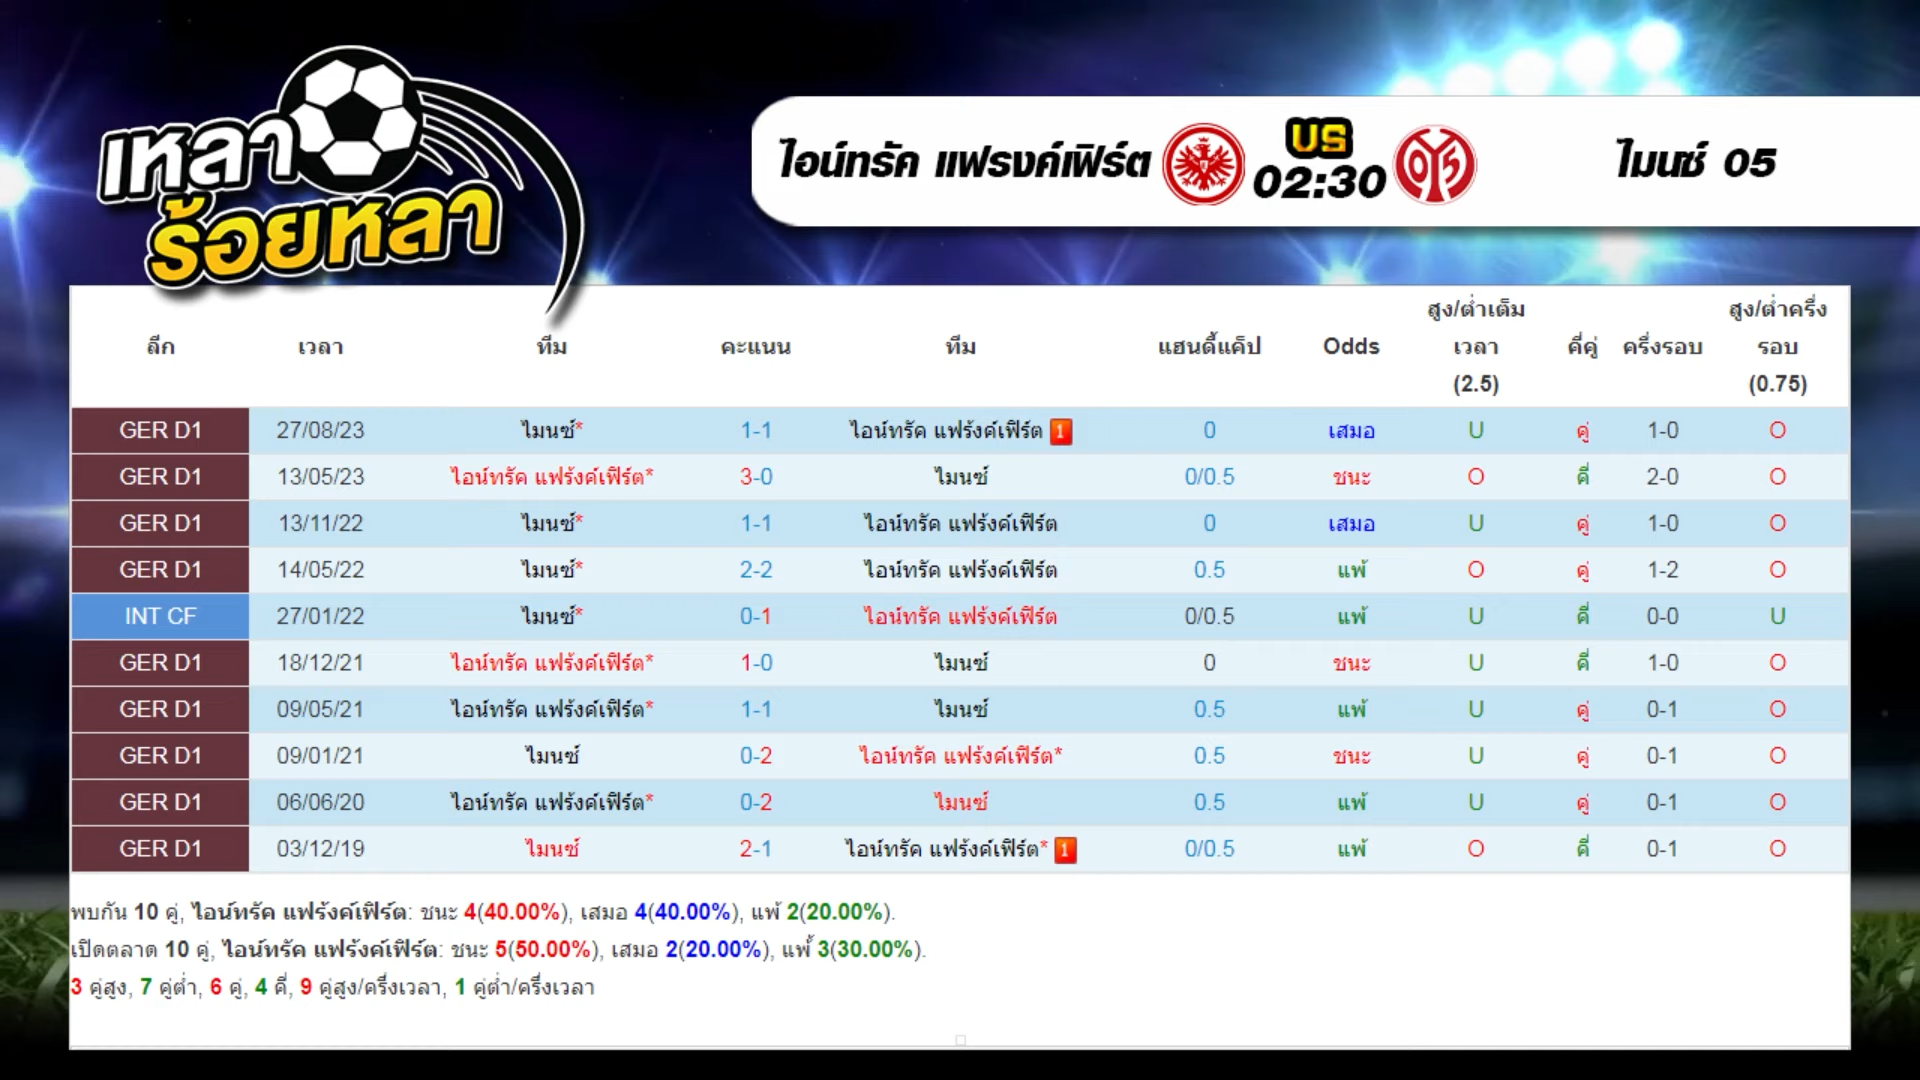 เหลา
ร้อยหลา
ไอน์ทรัค แฟรงค์เฟิร์ต VS 02:30 ไมนซ์ 05
ลีก เวลา ทีม คะแนน ทีม แฮนดี้แค็ป Odds สูง/ต่ำเต็มเวลา (2.5) คี่คู่ ครึ่งรอบ สูง/ต่ำครึ่งรอบ (0.75)
GER D1 27/08/23 ไมนซ์* 1-1 ไอน์ทรัค แฟร้งค์เฟิร์ต 1 0 เสมอ U คู่ 1-0 O
GER D1 13/05/23 ไอน์ทรัค แฟร้งค์เฟิร์ต* 3-0 ไมนซ์ 0/0.5 ชนะ O คี่ 2-0 O
GER D1 13/11/22 ไมนซ์* 1-1 ไอน์ทรัค แฟร้งค์เฟิร์ต 0 เสมอ U คู่ 1-0 O
GER D1 14/05/22 ไมนซ์* 2-2 ไอน์ทรัค แฟร้งค์เฟิร์ต 0.5 แพ้ O คู่ 1-2 O
INT CF 27/01/22 ไมนซ์* 0-1 ไอน์ทรัค แฟร้งค์เฟิร์ต 0/0.5 แพ้ U คี่ 0-0 U
GER D1 18/12/21 ไอน์ทรัค แฟร้งค์เฟิร์ต* 1-0 ไมนซ์ 0 ชนะ U คี่ 1-0 O
GER D1 09/05/21 ไอน์ทรัค แฟร้งค์เฟิร์ต* 1-1 ไมนซ์ 0.5 แพ้ U คู่ 0-1 O
GER D1 09/01/21 ไมนซ์ 0-2 ไอน์ทรัค แฟร้งค์เฟิร์ต* 0.5 ชนะ U คู่ 0-1 O
GER D1 06/06/20 ไอน์ทรัค แฟร้งค์เฟิร์ต* 0-2 ไมนซ์ 0.5 แพ้ U คู่ 0-1 O
GER D1 03/12/19 ไมนซ์ 2-1 ไอน์ทรัค แฟร้งค์เฟิร์ต* 1 0/0.5 แพ้ O คี่ 0-1 O
พบกัน 10 คู่, ไอน์ทรัค แฟร้งค์เฟิร์ต: ชนะ 4(40.00%), เสมอ 4(40.00%), แพ้ 2(20.00%).
เปิดตลาด 10 คู่, ไอน์ทรัค แฟร้งค์เฟิร์ต: ชนะ 5(50.00%), เสมอ 2(20.00%), แพ้ 3(30.00%).
3 คู่สูง, 7 คู่ต่ำ, 6 คู่, 4 คี่, 9 คู่สูง/ครึ่งเวลา, 1 คู่ต่ำ/ครึ่งเวลา